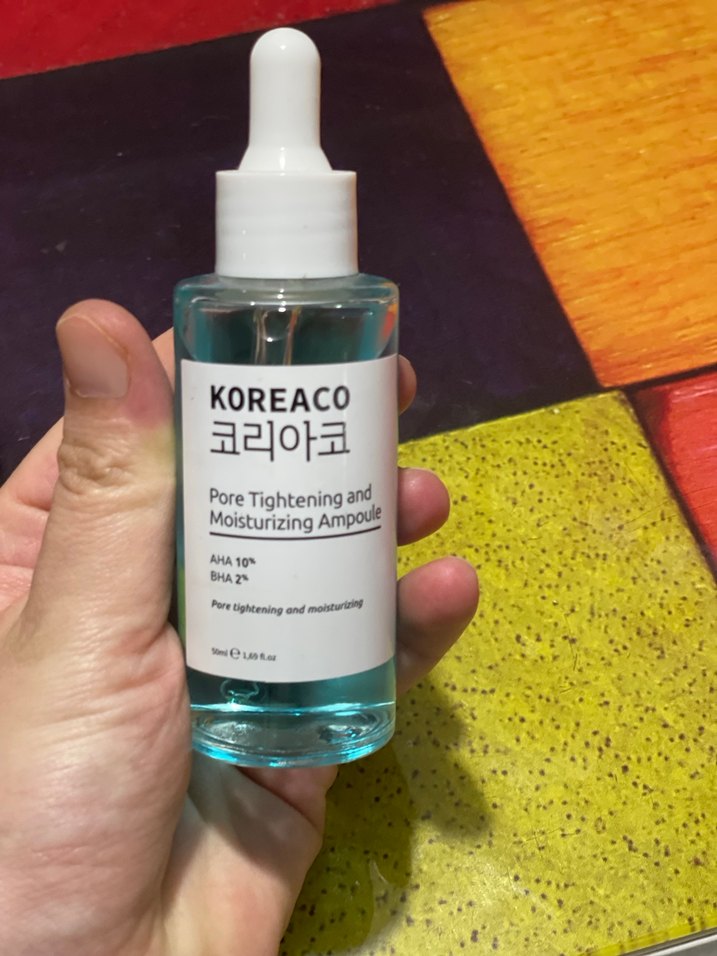 KOREACO
코리아코
Pore Tightening and
Moisturizing Ampoule
AHA 10%
BHA 2%
Pore tightening and moisturizing
50ml ℮ 1,69 fl.oz